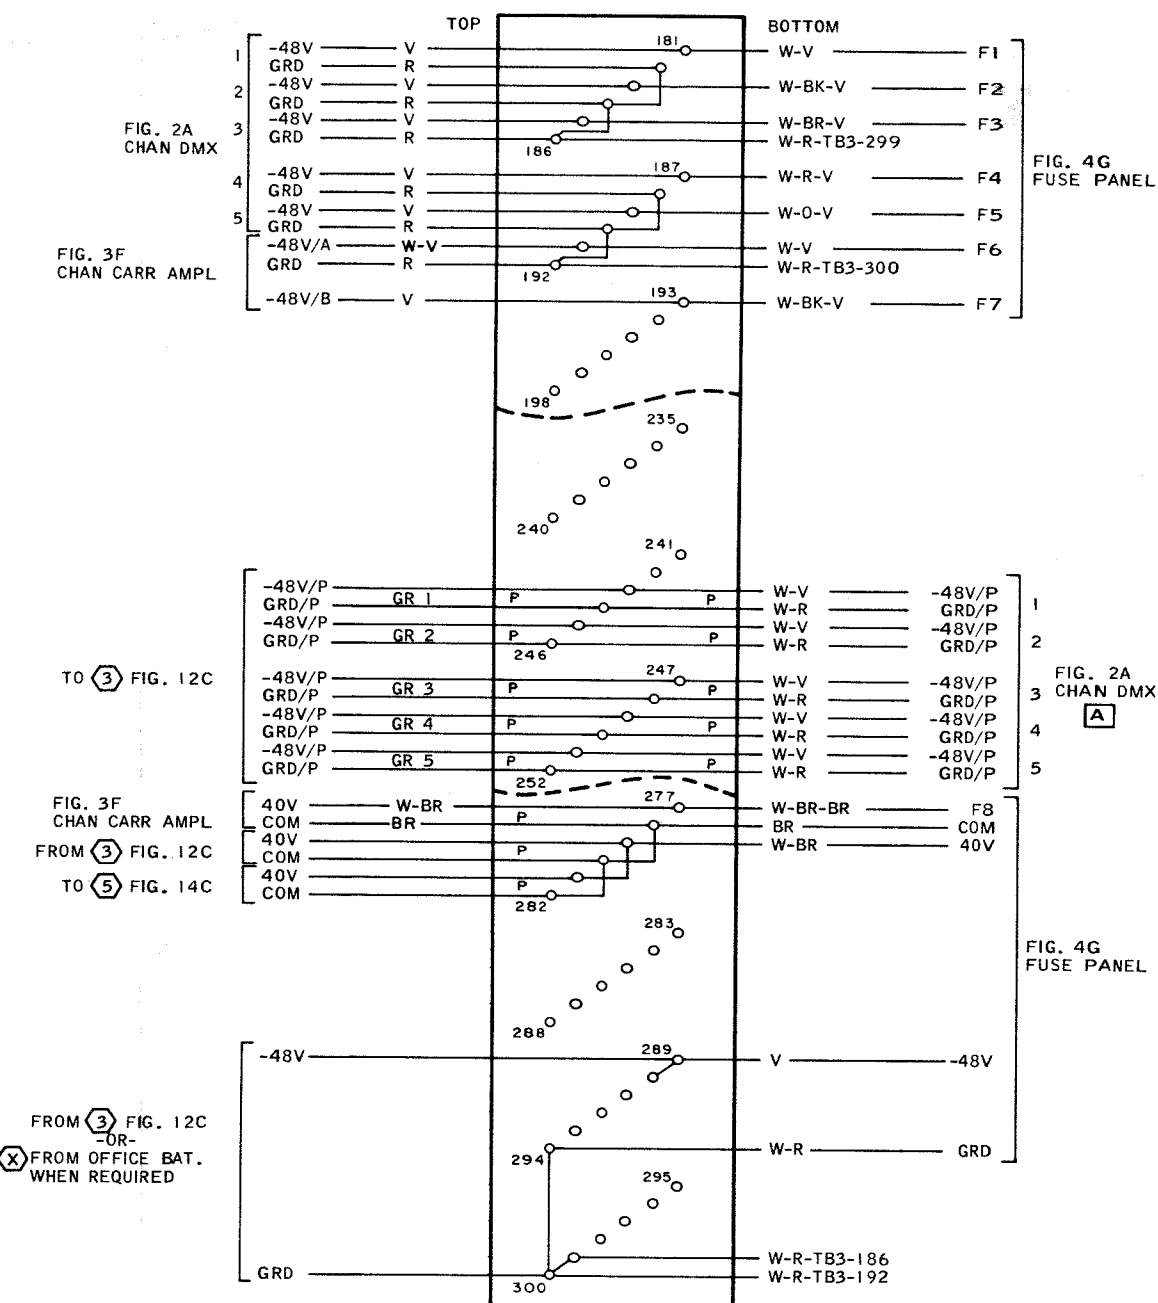 TOP BOTTOM
1 -48V V 181 W-V F1
GRD R
2 -48V V W-BK-V F2
GRD R
FIG. 2A
CHAN DMX
3 -48V V W-BR-V F3
GRD R 186 W-R-TB3-299
FIG. 4G
FUSE PANEL
4 -48V V 187 W-R-V F4
GRD R
5 -48V V W-O-V F5
GRD R
FIG. 3F
CHAN CARR AMPL
-48V/A W-V W-V F6
GRD R 192 W-R-TB3-300
-48V/B V 193 W-BK-V F7
198
235
240
241
-48V/P W-V -48V/P
GRD/P GR 1 P P W-R GRD/P 1
-48V/P W-V -48V/P
GRD/P GR 2 P P W-R GRD/P 2
246
TO 3 FIG. 12C
FIG. 2A
CHAN DMX
A
-48V/P 247 W-V -48V/P
GRD/P GR 3 P P W-R GRD/P 3
-48V/P W-V -48V/P
GRD/P GR 4 P P W-R GRD/P 4
-48V/P W-V -48V/P
GRD/P GR 5 P P W-R GRD/P 5
252
FIG. 3F
CHAN CARR AMPL
40V W-BR 277 W-BR-BR F8
COM BR P BR COM
FROM 3 FIG. 12C
40V W-BR 40V
COM P
TO 5 FIG. 14C
40V
COM P
282
283
FIG. 4G
FUSE PANEL
288
-48V 289 V -48V
FROM 3 FIG. 12C
-OR-
X FROM OFFICE BAT.
WHEN REQUIRED
294 W-R GRD
295
W-R-TB3-186
GRD 300 W-R-TB3-192